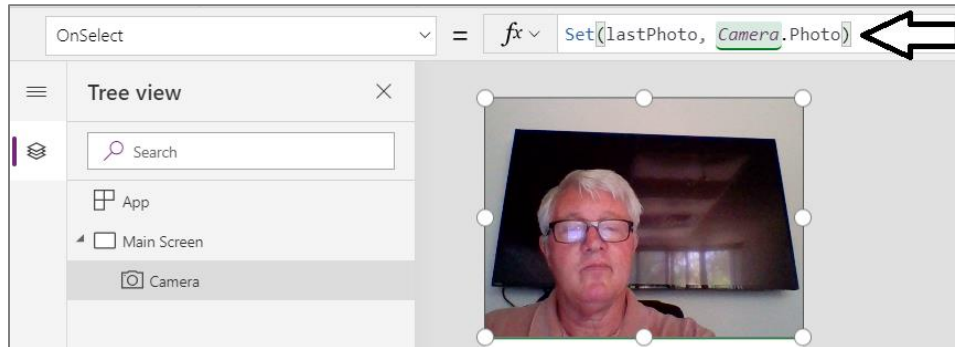 OnSelect = fx Set(lastPhoto, Camera.Photo)
Tree view
Search
App
Main Screen
Camera